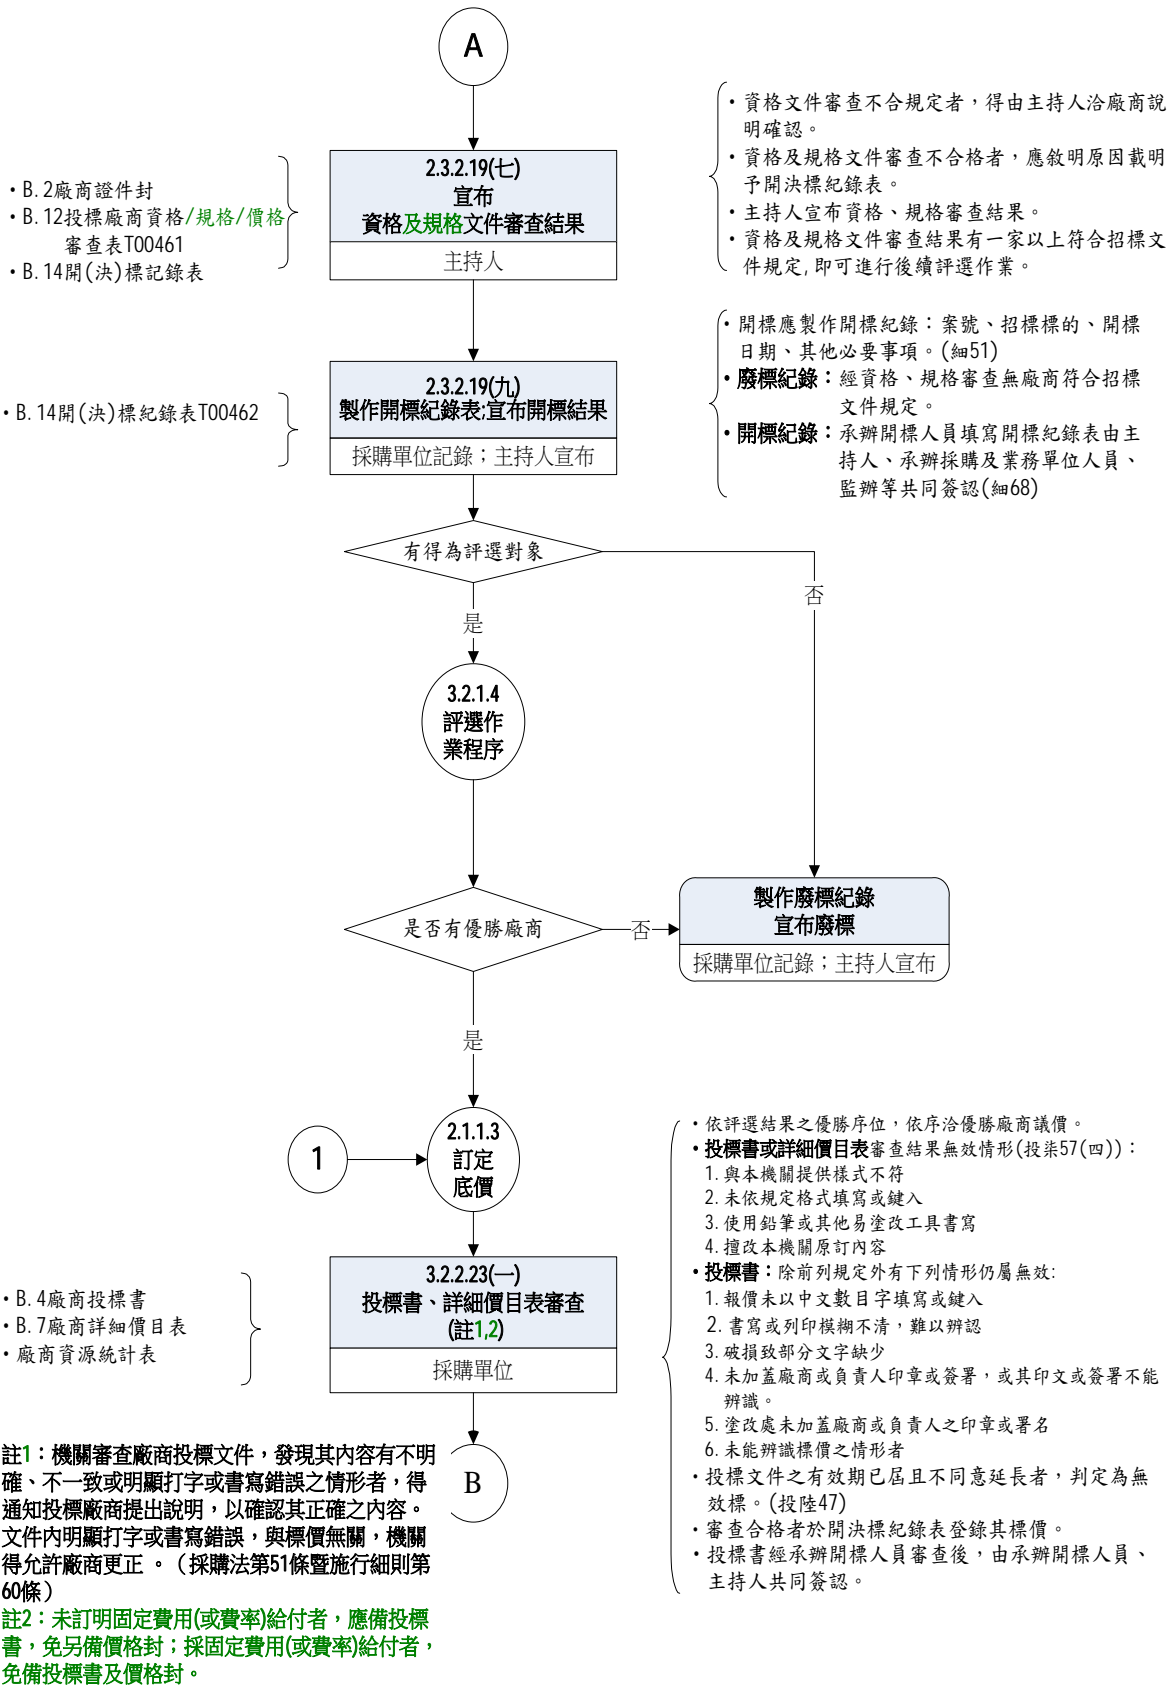 A
・B.2廠商證件封
・B.12投標廠商資格/規格/價格
審查表T00461
・B.14開(決)標記錄表
2.3.2.19(七)
宣布
資格及規格文件審查結果
主持人
・資格文件審查不合規定者，得由主持人洽廠商說
明確認。
・資格及規格文件審查不合格者，應敘明原因載明
予開決標紀錄表。
・主持人宣布資格、規格審查結果。
・資格及規格文件審查結果有一家以上符合招標文
件規定,即可進行後續評選作業。
・B.14開(決)標紀錄表T00462
2.3.2.19(九)
製作開標紀錄表:宣布開標結果
採購單位記錄；主持人宣布
・開標應製作開標紀錄：案號、招標標的、開標
日期、其他必要事項。(細51)
・廢標紀錄：經資格、規格審查無廠商符合招標
文件規定。
・開標紀錄：承辦開標人員填寫開標紀錄表由主
持人、承辦採購及業務單位人員、
監辦等共同簽認(細68)
有得為評選對象
否
是
3.2.1.4
評選作
業程序
是否有優勝廠商
否
製作廢標紀錄
宣布廢標
採購單位記錄；主持人宣布
是
1
2.1.1.3
訂定
底價
・B.4廠商投標書
・B.7廠商詳細價目表
・廠商資源統計表
3.2.2.23(一)
投標書、詳細價目表審查
(註1,2)
採購單位
B
・依評選結果之優勝序位，依序洽優勝廠商議價。
・投標書或詳細價目表審查結果無效情形(投柒57(四))：
1.與本機關提供樣式不符
2.未依規定格式填寫或鍵入
3.使用鉛筆或其他易塗改工具書寫
4.擅改本機關原訂內容
・投標書：除前列規定外有下列情形仍屬無效:
1.報價未以中文數目字填寫或鍵入
2.書寫或列印模糊不清，難以辨認
3.破損致部分文字缺少
4.未加蓋廠商或負責人印章或簽署，或其印文或簽署不能
辨識。
5.塗改處未加蓋廠商或負責人之印章或署名
6.未能辨識標價之情形者
・投標文件之有效期已屆且不同意延長者，判定為無
效標。(投陸47)
・審查合格者於開決標紀錄表登錄其標價。
・投標書經承辦開標人員審查後，由承辦開標人員、
主持人共同簽認。
註1：機關審查廠商投標文件，發現其內容有不明
確、不一致或明顯打字或書寫錯誤之情形者，得
通知投標廠商提出說明，以確認其正確之內容。
文件內明顯打字或書寫錯誤，與標價無關，機關
得允許廠商更正 。（採購法第51條暨施行細則第
60條）
註2：未訂明固定費用(或費率)給付者，應備投標
書，免另備價格封；採固定費用(或費率)給付者，
免備投標書及價格封。